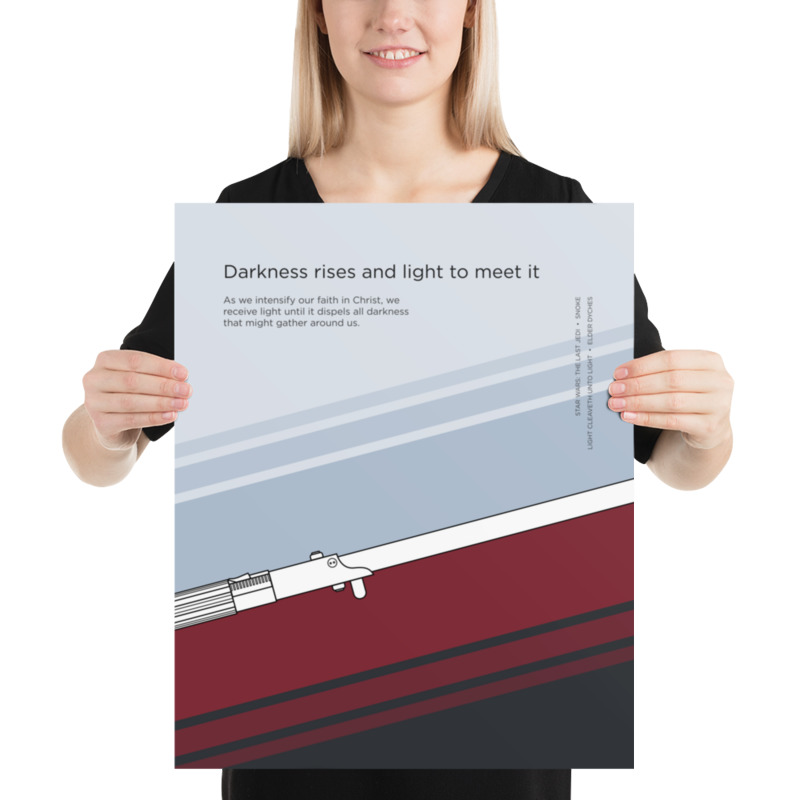 Darkness rises and light to meet it
As we intensify our faith in Christ, we
receive light until it dispels all darkness
that might gather around us.
STAR WARS: THE LAST JEDI • SNOKE
LIGHT CLEAVETH UNTO LIGHT • ELDER DYCHES